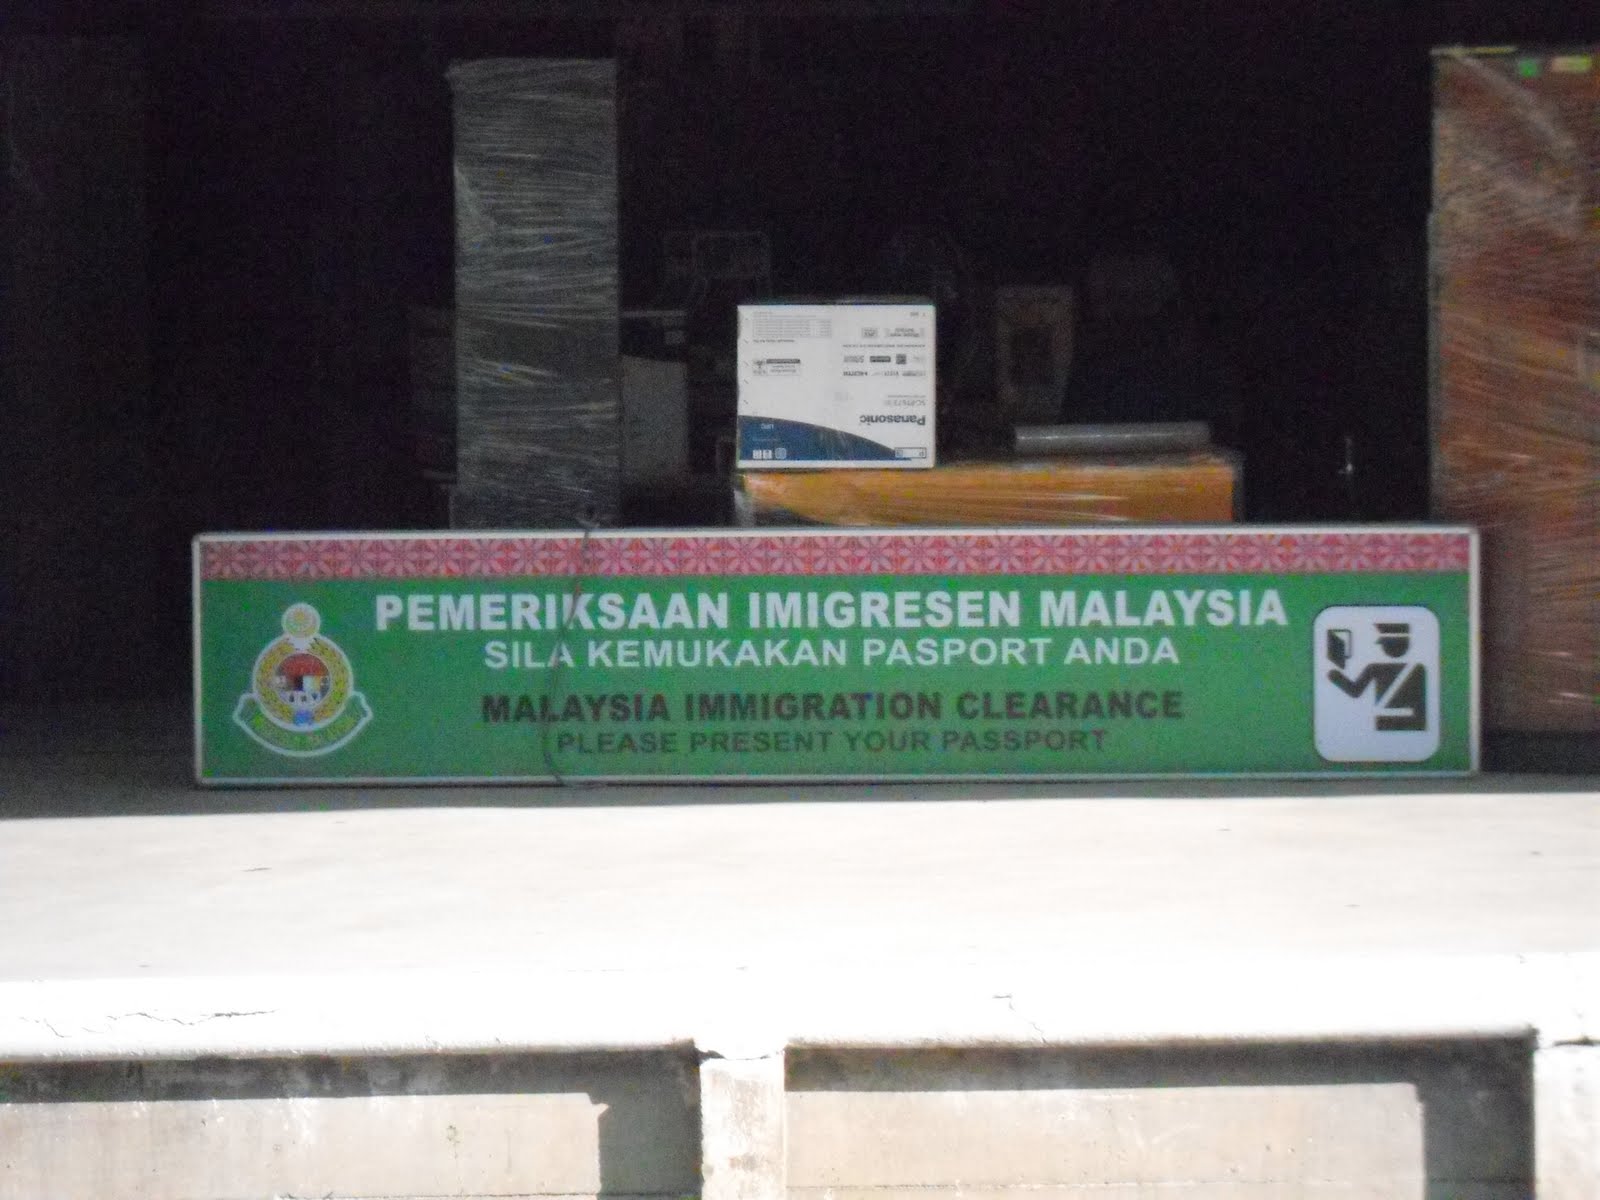 Panasonic
PEMERIKSAAN IMIGRESEN MALAYSIA
SILA KEMUKAKAN PASPORT ANDA
MALAYSIA IMMIGRATION CLEARANCE
PLEASE PRESENT YOUR PASSPORT